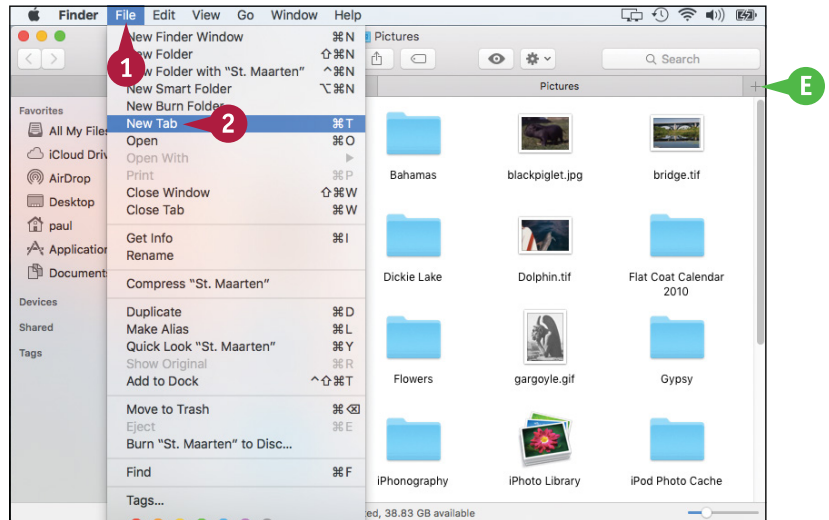 Finder File Edit View Go Window Help
Pictures
New Finder Window ⌘N
New Folder ⇧⌘N
New Folder with “St. Maarten” ^⌘N
New Smart Folder ⌥⌘N
New Burn Folder
New Tab ⌘T
Open ⌘O
Open With ▶
Print ⌘P
Close Window ⇧⌘W
Close Tab ⌘W
Get Info ⌘I
Rename
Compress “St. Maarten”
Duplicate ⌘D
Make Alias ⌘L
Quick Look “St. Maarten” ⌘Y
Show Original ⌘R
Add to Dock ^⇧⌘T
Move to Trash ⌘⌫
Eject ⌘E
Burn “St. Maarten” to Disc...
Find ⌘F
Tags...
1
2
E
Search
Pictures
Favorites
All My Files
iCloud Driv
AirDrop
Desktop
paul
Application
Document
Devices
Shared
Tags
Bahamas blackpiglet.jpg bridge.tif
Dickie Lake Dolphin.tif Flat Coat Calendar
2010
Flowers gargoyle.gif Gypsy
iPhonography iPhoto Library iPod Photo Cache
ed, 38.83 GB available